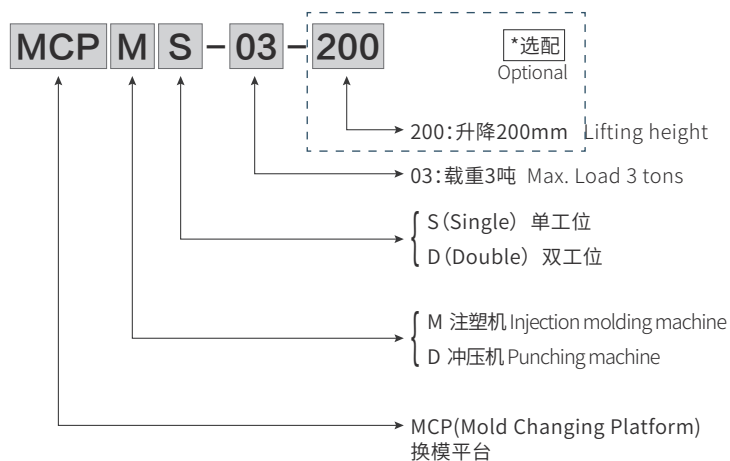 MCP M S - 03 - 200
*选配
Optional
200:升降200mm Lifting height
03:载重3吨 Max. Load 3 tons
S(Single) 单工位
D(Double) 双工位
M 注塑机 Injection molding machine
D 冲压机 Punching machine
MCP(Mold Changing Platform)
换模平台